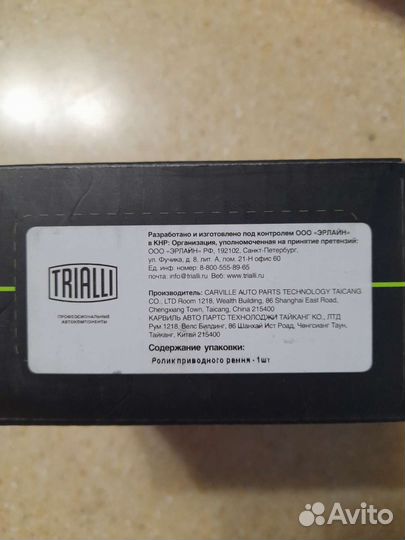 Разработано и изготовлено под контролем ООО «ЭРЛАЙН»
в КНР: Организация, уполномоченная на принятие претензий:
ООО «ЭРЛАЙН» РФ, 192102, Санкт-Петербург,
ул. Фучика, д. 8, лит. А, пом. 21-Н офис 60
Ед. инф. номер: 8-800-555-89-65
почта: info@trialli.ru Веб: www.trialli.ru
TRIALLI
ПРОФЕССИОНАЛЬНЫЕ
АВТОКОМПОНЕНТЫ
Производитель: CARVILLE AUTO PARTS TECHNOLOGY TAICANG
CO., LTD Room 1218, Wealth Building, 86 Shanghai East Road,
Chengxiang Town, Taicang, China 215400
КАРВИЛЬ АВТО ПАРТС ТЕХНОЛОДЖИ ТАЙКАНГ КО., ЛТД
Рум 1218, Велс Билдинг, 86 Шанхай Ист Роад, Ченгсианг Таун,
Тайканг, Китай 215400
Содержание упаковки:
Ролик приводного ремня - 1шт
Avito